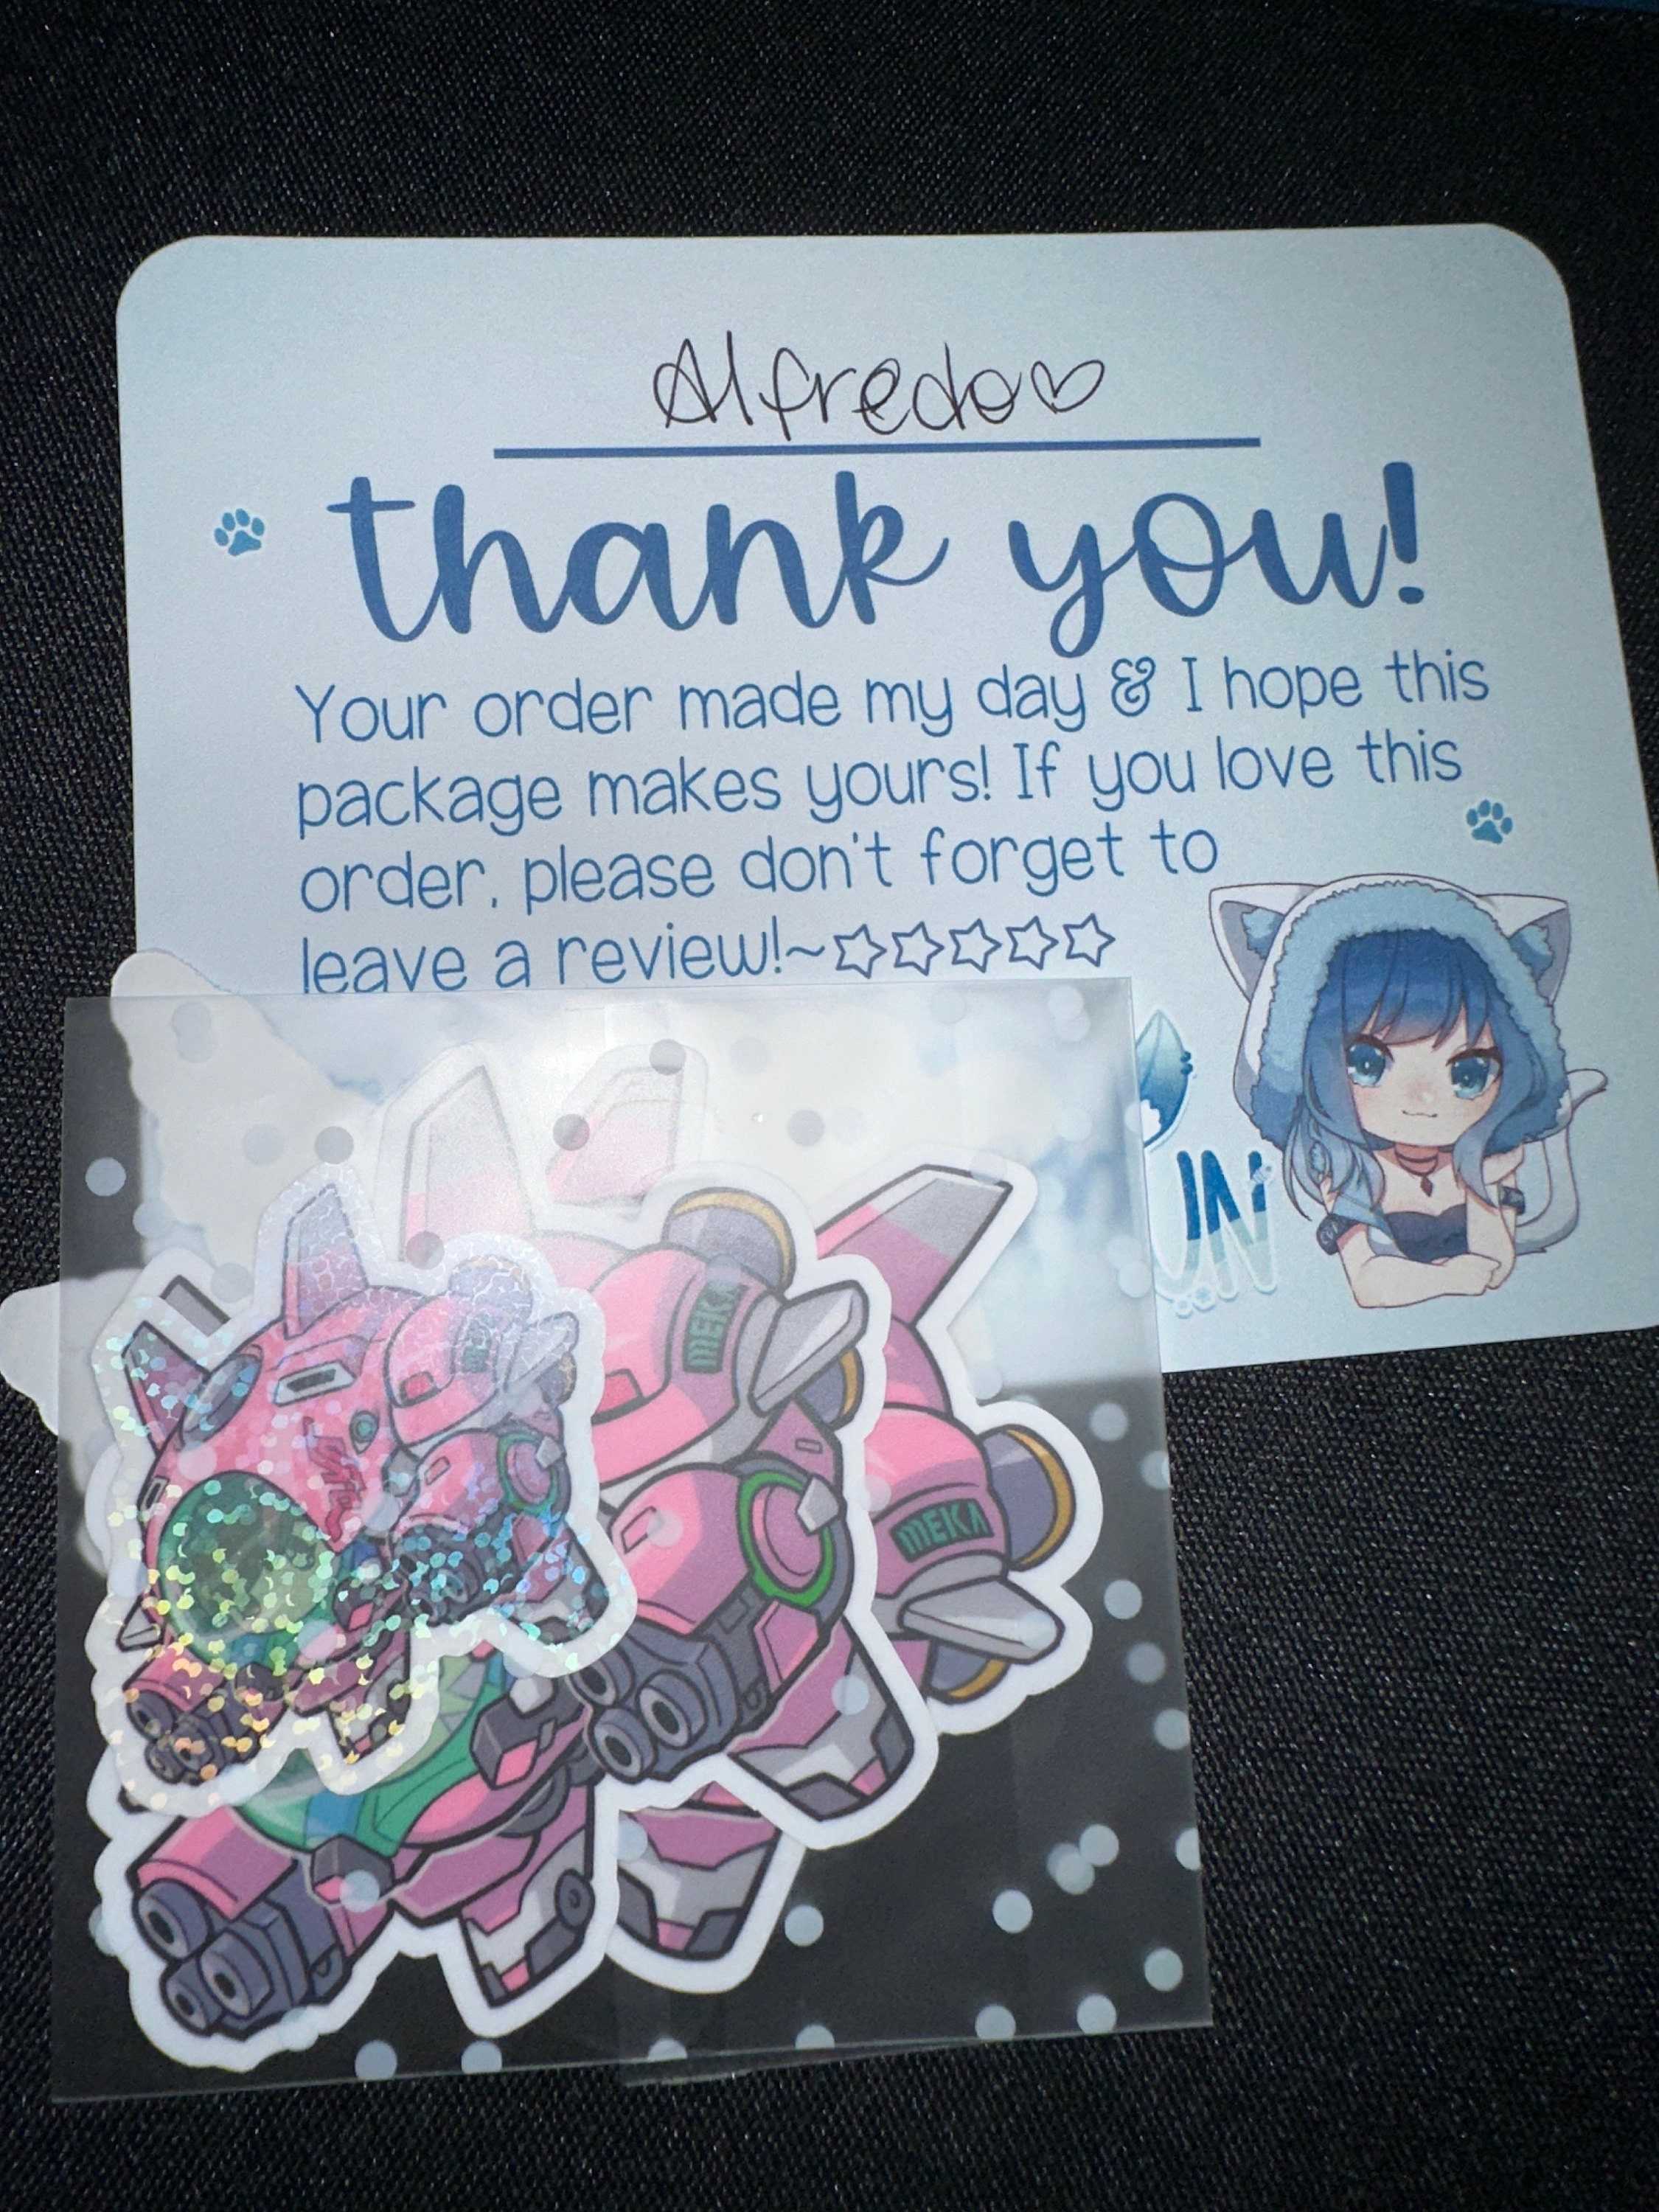 Alfredo♡
thank you!
Your order made my day & I hope this
package makes yours! If you love this
order, please don't forget to
leave a review!~☆☆☆☆☆
MEKA
MEKA